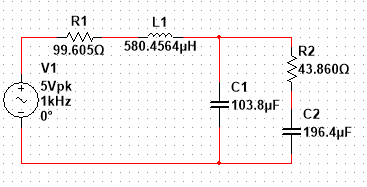 R1
99.605Ω
L1
580.4564µH
V1
5Vpk
1kHz
0°
C1
103.8µF
R2
43.860Ω
C2
196.4µF